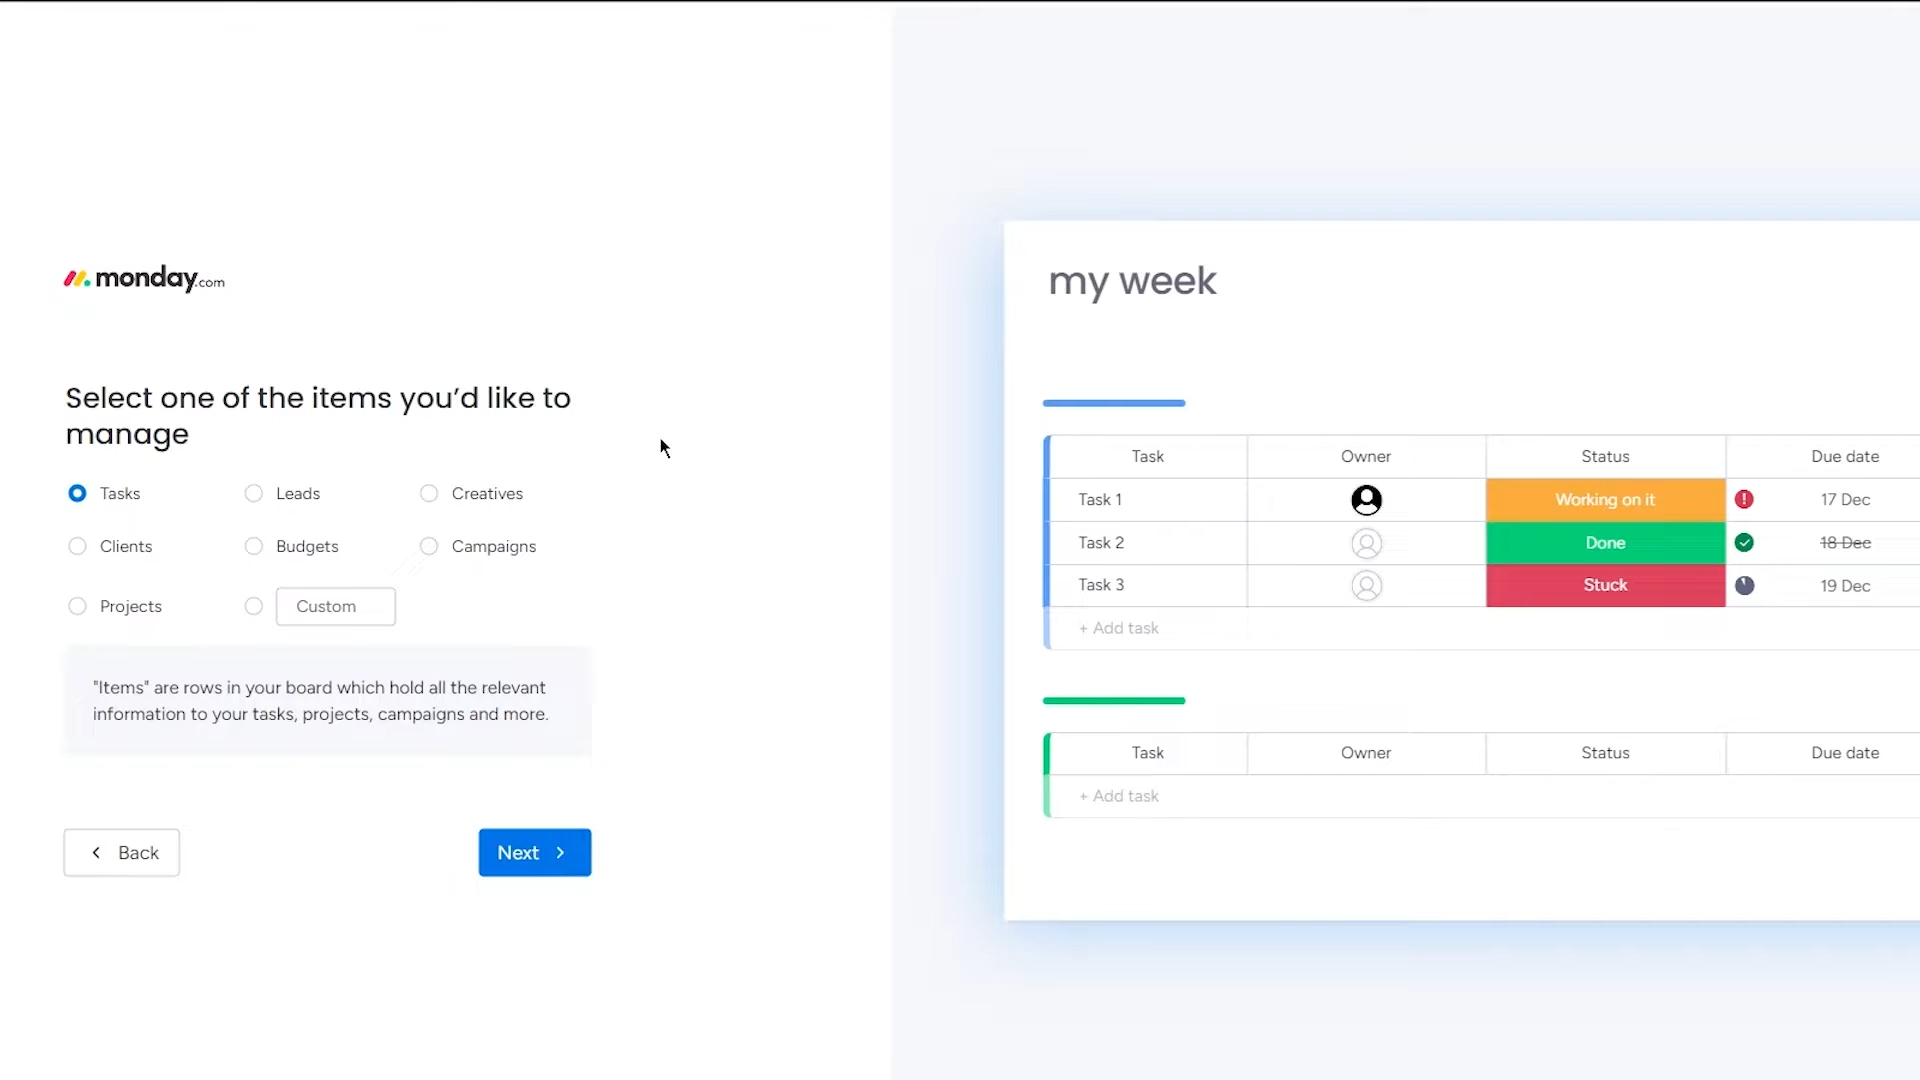 monday.com
Select one of the items you’d like to
manage
Tasks
Leads
Creatives
Clients
Budgets
Campaigns
Projects
Custom
"Items" are rows in your board which hold all the relevant
information to your tasks, projects, campaigns and more.
Back
Next
my week
Task Owner Status Due date
Task 1 Working on it 17 Dec
Task 2 Done 18 Dec
Task 3 Stuck 19 Dec
+ Add task
Task Owner Status Due date
+ Add task